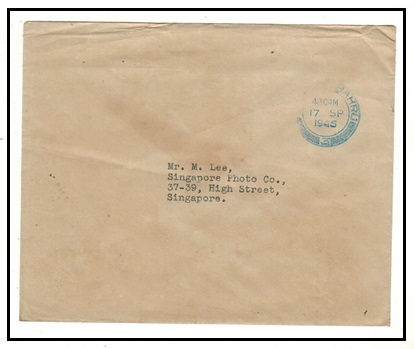 4.30PM
17 SP
1945
Mr. M. Lee,
Singapore Photo Co.,
37-39, High Street,
Singapore.